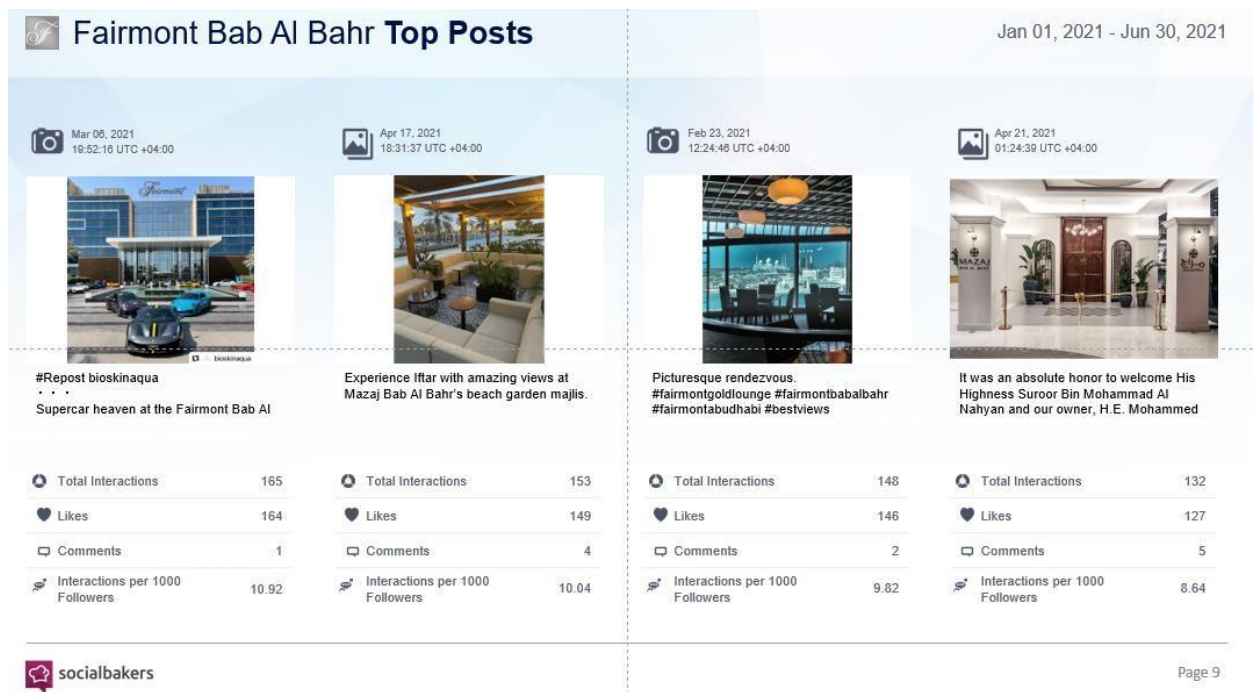 Fairmont Bab Al Bahr Top Posts
Jan 01, 2021 - Jun 30, 2021
Mar 06, 2021
19:52:16 UTC +04:00
Fairmont
bioskinaqua
#Repost bioskinaqua
· · ·
Supercar heaven at the Fairmont Bab Al
Total Interactions 165
Likes 164
Comments 1
Interactions per 1000
Followers
10.92
Apr 17, 2021
18:31:37 UTC +04:00
Experience Iftar with amazing views at
Mazaj Bab Al Bahr’s beach garden majlis.
Total Interactions 153
Likes 149
Comments 4
Interactions per 1000
Followers
10.04
Feb 23, 2021
12:24:46 UTC +04:00
Picturesque rendezvous.
#fairmontgoldlounge #fairmontbabalbahr
#fairmontabudhabi #bestviews
Total Interactions 148
Likes 146
Comments 2
Interactions per 1000
Followers
9.82
Apr 21, 2021
01:24:39 UTC +04:00
MAZAJ
It was an absolute honor to welcome His
Highness Suroor Bin Mohammad Al
Nahyan and our owner, H.E. Mohammed
Total Interactions 132
Likes 127
Comments 5
Interactions per 1000
Followers
8.64
socialbakers
Page 9